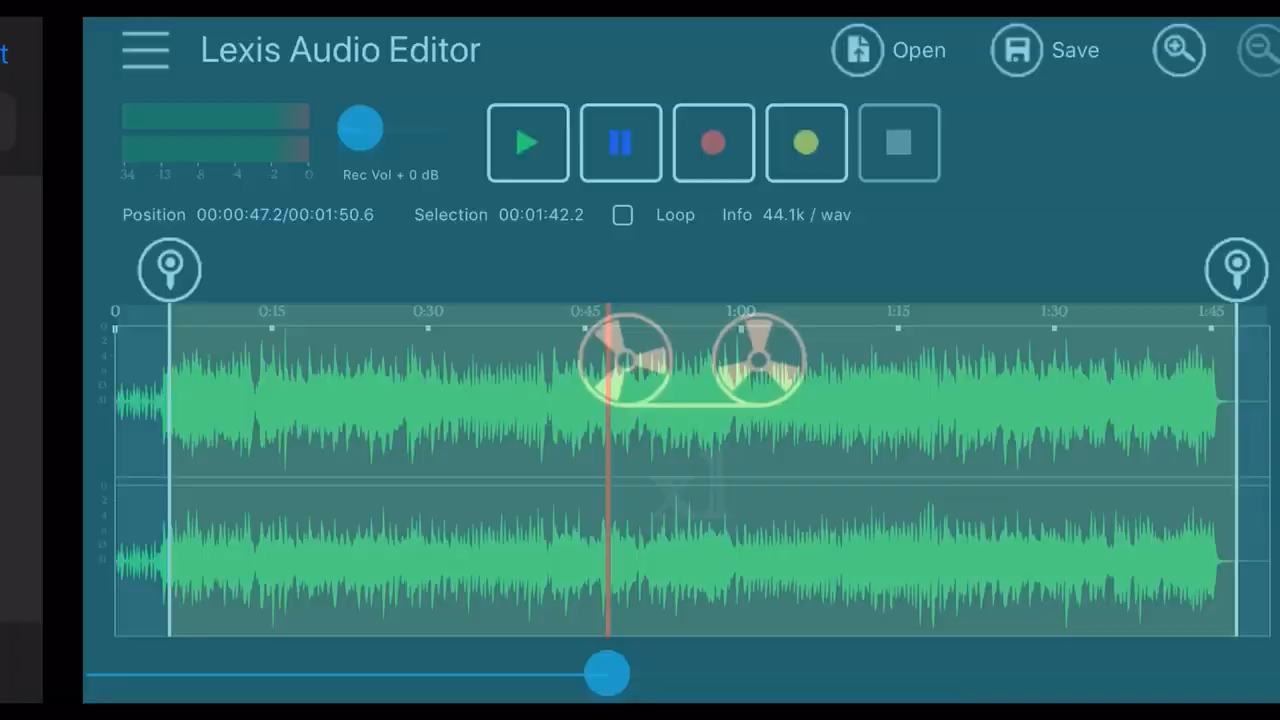 t
Lexis Audio Editor
Open
Save
34 -13 -8 -4 -2 0
Rec Vol + 0 dB
Position 00:00:47.2/00:01:50.6 Selection 00:01:42.2 Loop Info 44.1k / wav
0 0:15 0:30 0:45 1:00 1:15 1:30 1:45
x1